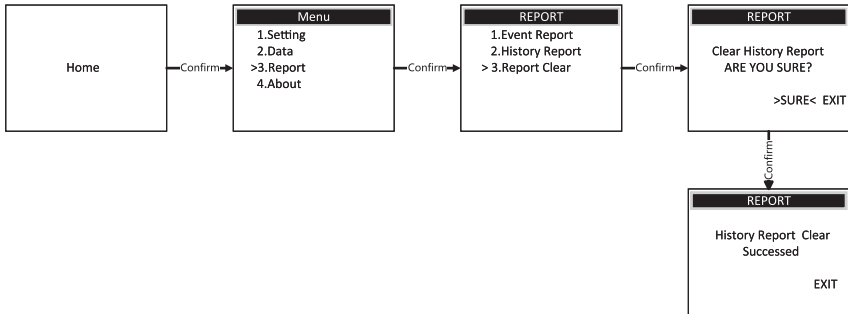 Home
Confirm
Menu
1.Setting
2.Data
>3.Report
4.About
Confirm
REPORT
1.Event Report
2.History Report
> 3.Report Clear
Confirm
REPORT
Clear History Report
ARE YOU SURE?
>SURE< EXIT
Confirm
REPORT
History Report Clear
Successed
EXIT